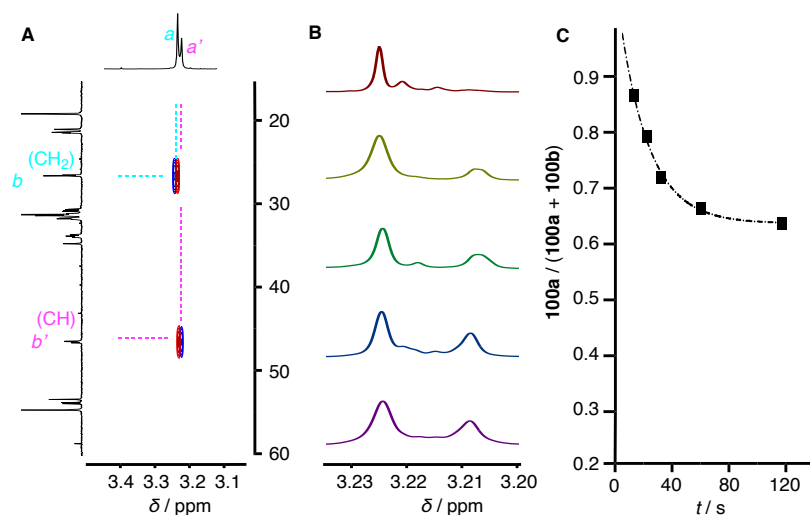 A
a
a'
(CH₂)
b
(CH)
b'
20
30
40
50
60
3.4 3.3 3.2 3.1
δ / ppm
B
3.23 3.22 3.21 3.20
δ / ppm
C
100a / (100a + 100b)
0.9
0.8
0.7
0.6
0.5
0.4
0.3
0.2
0 40 80 120
t / s